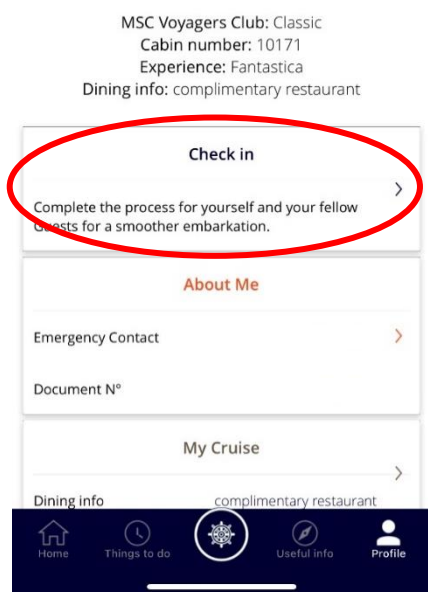 MSC Voyagers Club: Classic
Cabin number: 10171
Experience: Fantastica
Dining info: complimentary restaurant
Check in
Complete the process for yourself and your fellow
Guests for a smoother embarkation.
About Me
Emergency Contact
Document N°
My Cruise
Dining info complimentary restaurant
Home Things to do Useful info Profile